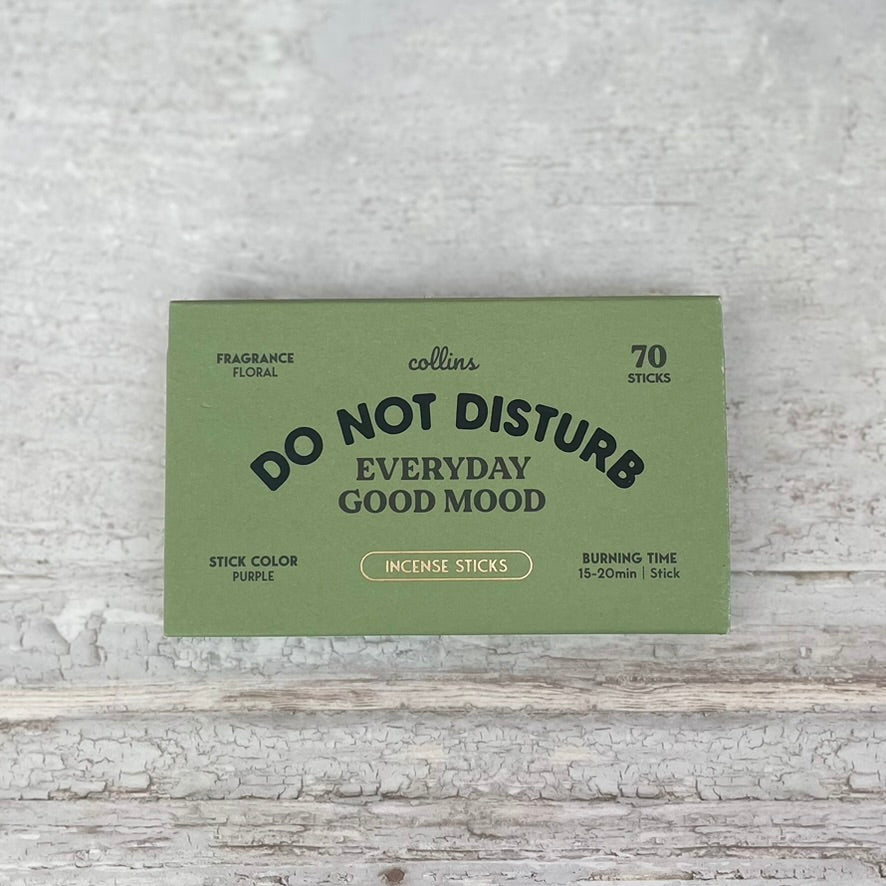 FRAGRANCE
FLORAL
collins
70
STICKS
DO NOT DISTURB
EVERYDAY
GOOD MOOD
STICK COLOR
PURPLE
INCENSE STICKS
BURNING TIME
15-20min | Stick